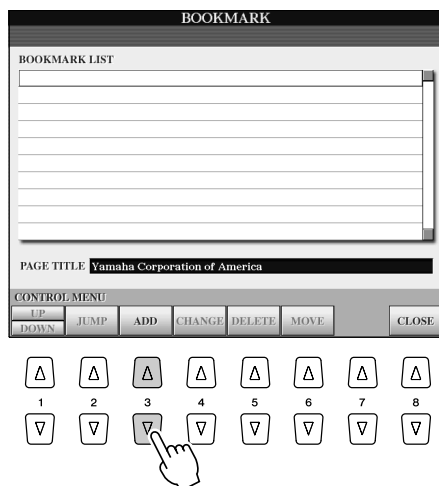 BOOKMARK
BOOKMARK LIST
PAGE TITLE Yamaha Corporation of America
CONTROL MENU
UP
DOWN
JUMP ADD CHANGE DELETE MOVE CLOSE
1 2 3 4 5 6 7 8